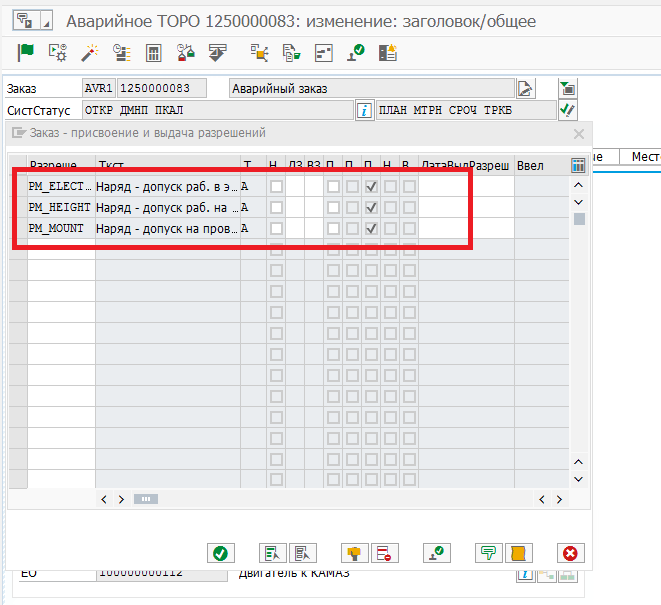 Аварийное ТОРО 1250000083: изменение: заголовок/общее
Заказ AVR1 1250000083 Аварийный заказ
СистСтатус ОТКР ДМНП ПКАЛ ПЛАН МТРН СРОЧ ТРКБ
Заказ - присвоение и выдача разрешений
Разреше Ткст Т Н ДЗ ВЗ П П П Н В ДатаВыд Разреш Ввел
Мест
PM_ELECT... Наряд - допуск раб. в э... А
PM_HEIGHT Наряд - допуск раб. на ... А
PM_MOUNT Наряд - допуск на пров... А
ЕО 100000000112 Двигатель к КАМАЗ